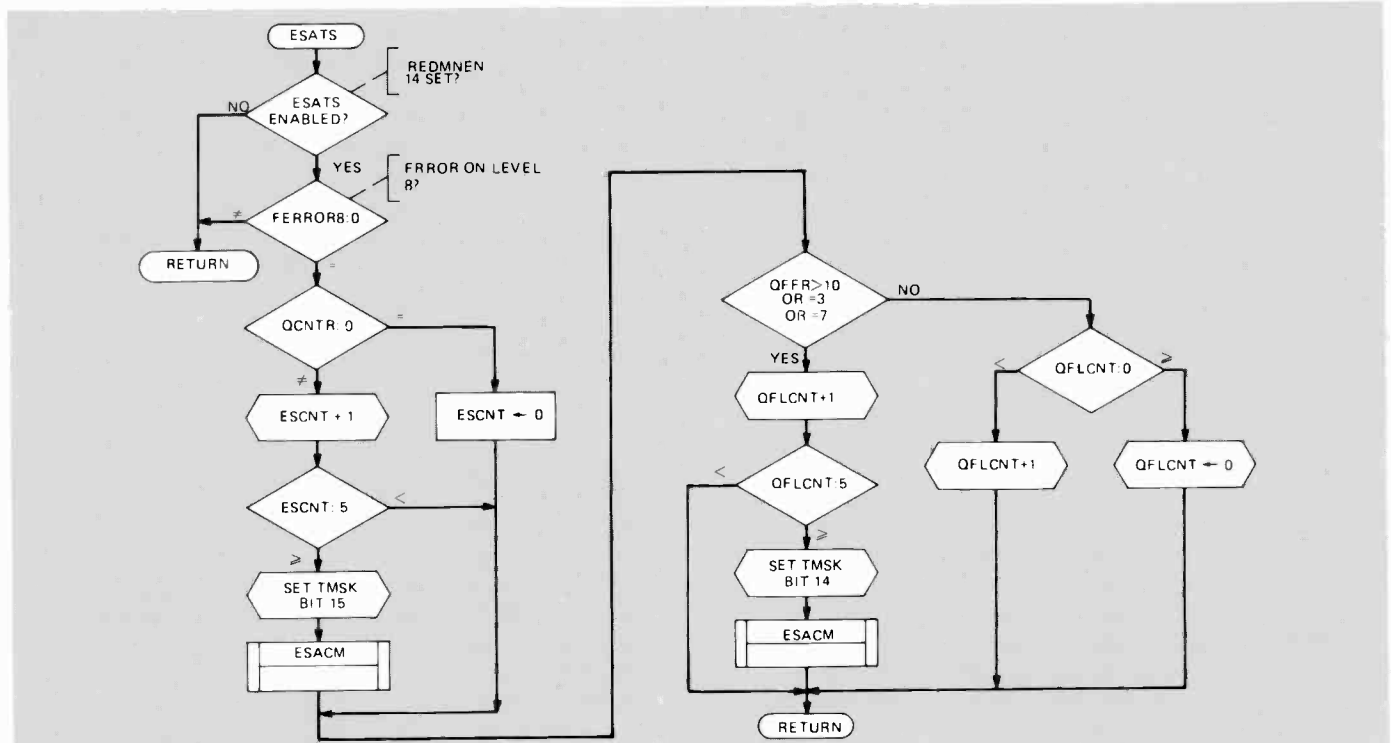 ESATS
REDMNEN
14 SET?
ESATS
ENABLED?
NO
YES
FRROR ON LEVEL
8?
FERROR8:0
≠
=
RETURN
QCNTR: 0
=
≠
ESCNT + 1
ESCNT ← 0
ESCNT: 5
<
≥
SET TMSK
BIT 15
ESACM
QFFR>10
OR =3
OR =7
NO
YES
QFLCNT+1
QFLCNT:0
<
≥
QFLCNT+1
QFLCNT ← 0
QFLCNT:5
<
≥
SET TMSK
BIT 14
ESACM
RETURN